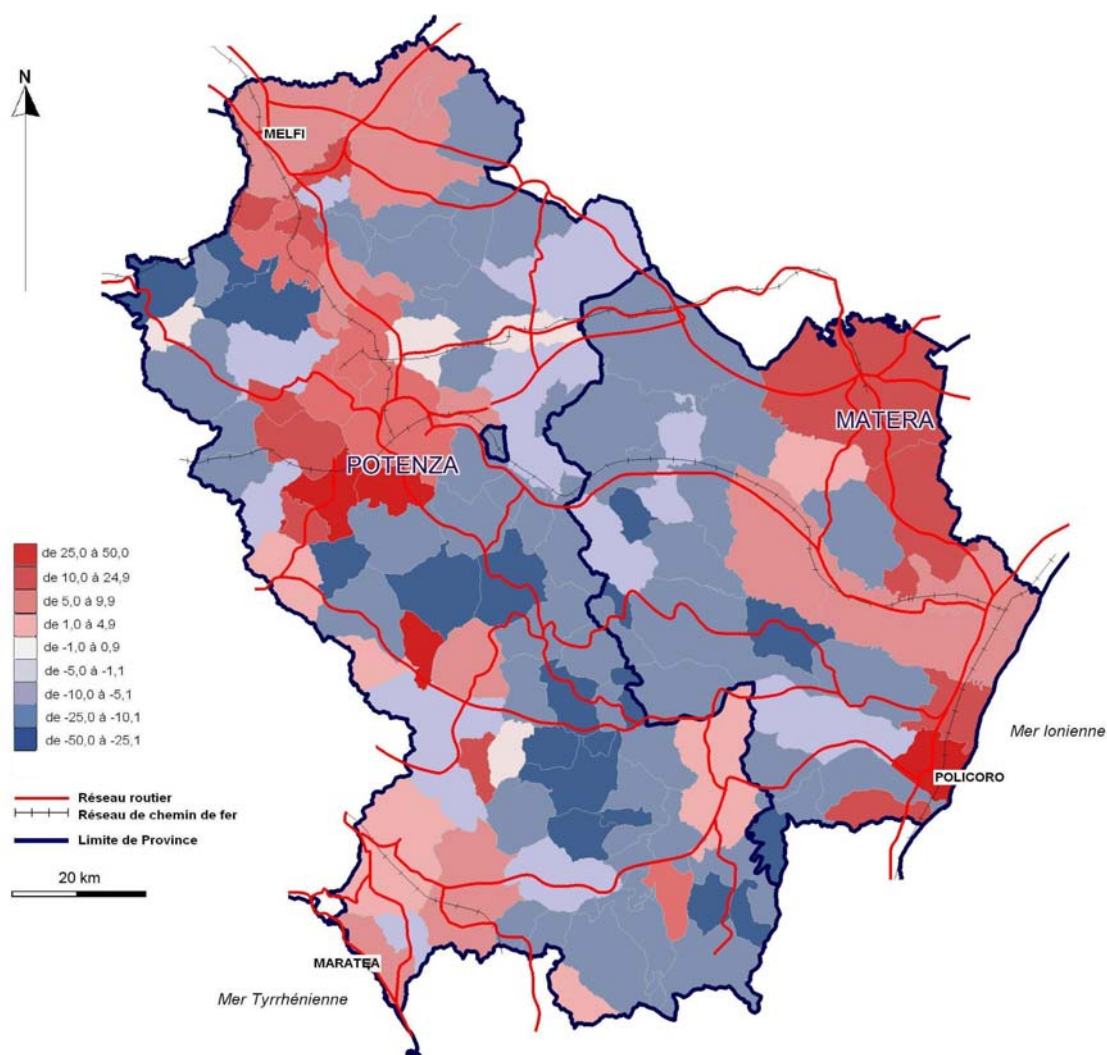 N
MELFI
MATERA
POTENZA
de 25,0 à 50,0
de 10,0 à 24,9
de 5,0 à 9,9
de 1,0 à 4,9
de -1,0 à 0,9
de -5,0 à -1,1
de -10,0 à -5,1
de -25,0 à -10,1
de -50,0 à -25,1
Mer Ionienne
POLICORO
Réseau routier
Réseau de chemin de fer
Limite de Province
20 km
MARATEA
Mer Tyrrhénienne